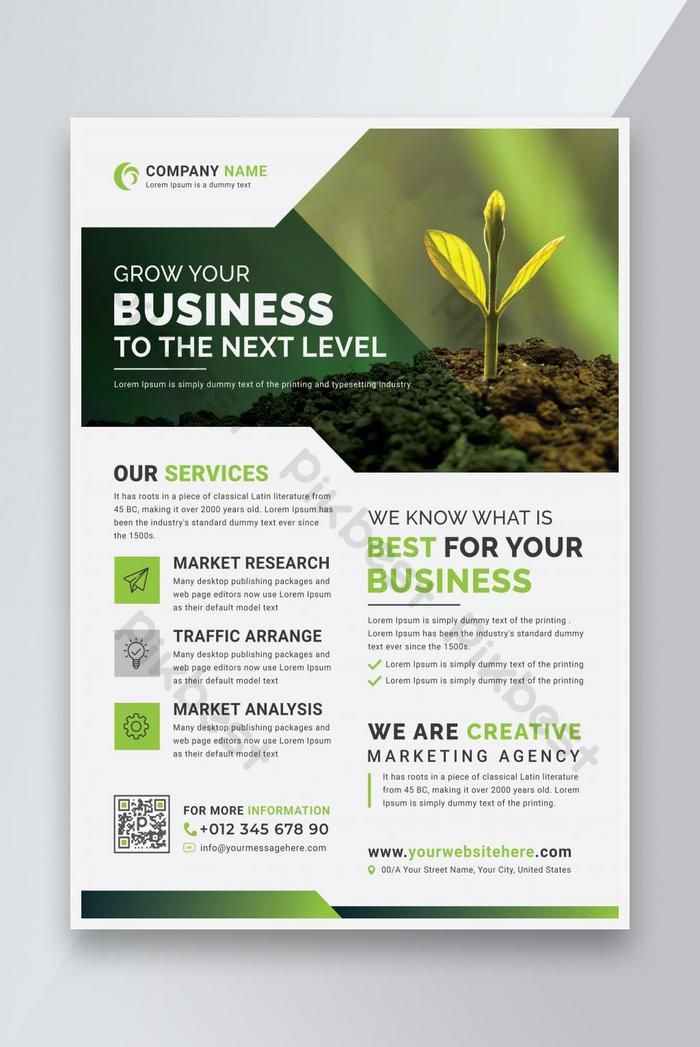 COMPANY NAME
Lorem Ipsum is a dummy text
GROW YOUR
BUSINESS
TO THE NEXT LEVEL
Lorem Ipsum is simply dummy text of the printing and typesetting industry.
OUR SERVICES
It has roots in a piece of classical Latin literature from
45 BC, making it over 2000 years old. Lorem Ipsum has
been the industry's standard dummy text ever since
the 1500s.
MARKET RESEARCH
Many desktop publishing packages and
web page editors now use Lorem Ipsum
as their default model text
TRAFFIC ARRANGE
Many desktop publishing packages and
web page editors now use Lorem Ipsum
as their default model text
MARKET ANALYSIS
Many desktop publishing packages and
web page editors now use Lorem Ipsum
as their default model text
FOR MORE INFORMATION
+012 345 678 90
info@yourmessagehere.com
WE KNOW WHAT IS
BEST FOR YOUR
BUSINESS
Lorem Ipsum is simply dummy text of the printing .
Lorem Ipsum has been the industry's standard dummy
text ever since the 1500s.
Lorem Ipsum is simply dummy text of the printing
Lorem Ipsum is simply dummy text of the printing
WE ARE CREATIVE
MARKETING AGENCY
It has roots in a piece of classical Latin literature
from 45 BC, making it over 2000 years old.
Lorem Ipsum has been the industry's standard
www.yourwebsitehere.com
00/A Your Street Name, Your City, United States
pikbest
pikbest
pikbest
pikbest